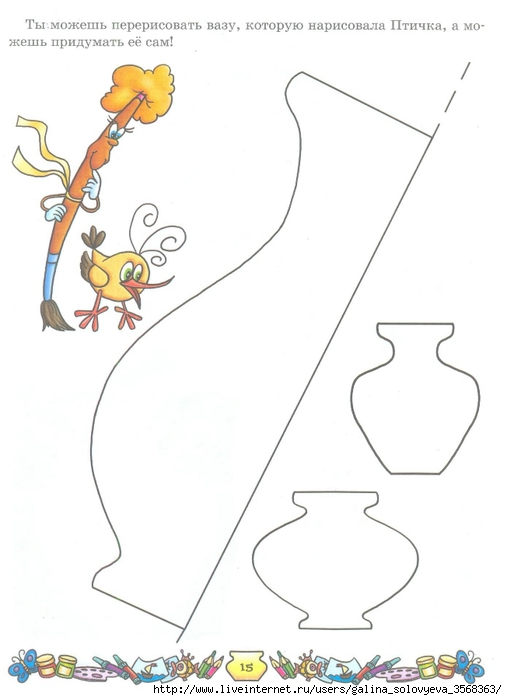 Ты можешь перерисовать вазу, которую нарисовала Птичка, а мо-
жешь придумать её сам!
15
http://www.liveinternet.ru/users/galina_solovyeva_3568363/